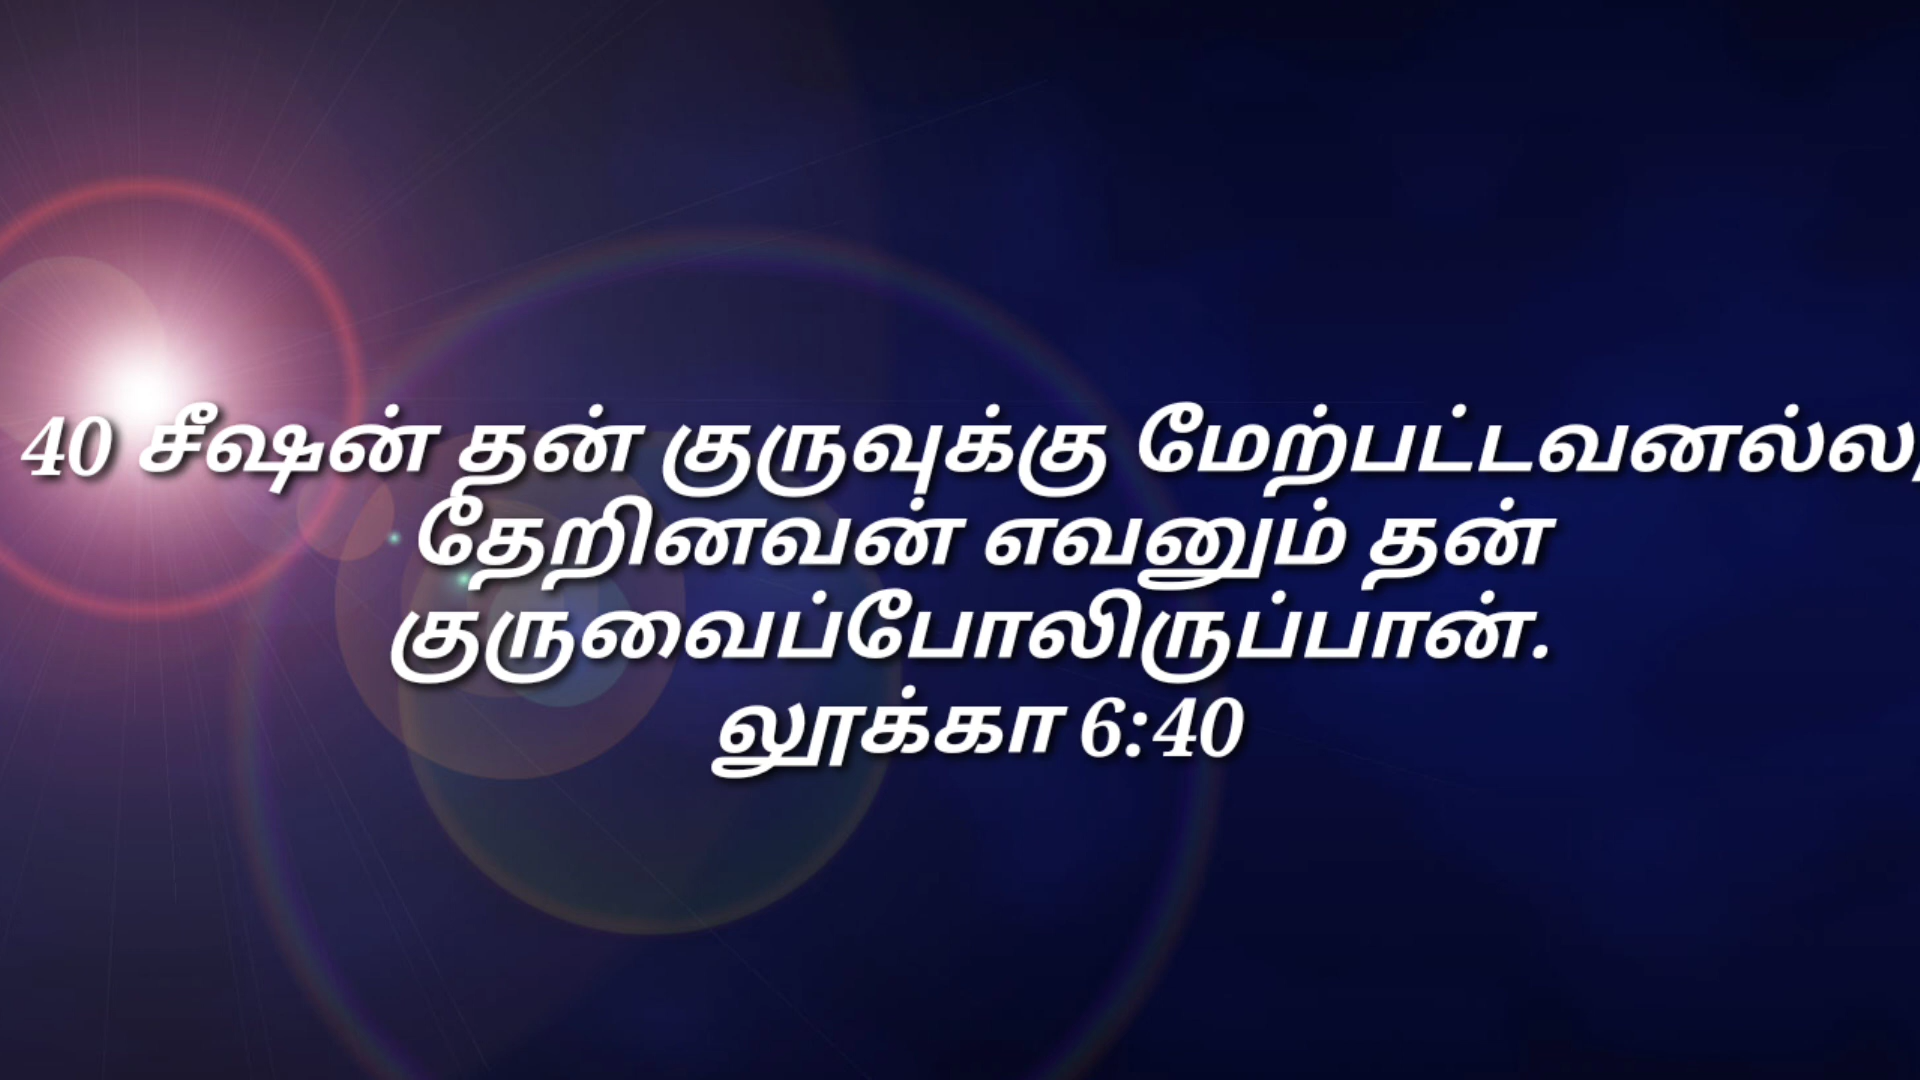 40 சீஷன் தன் குருவுக்கு மேற்பட்டவனல்ல,
தேறினவன் எவனும் தன்
குருவைப்போலிருப்பான்.
லூக்கா 6:40